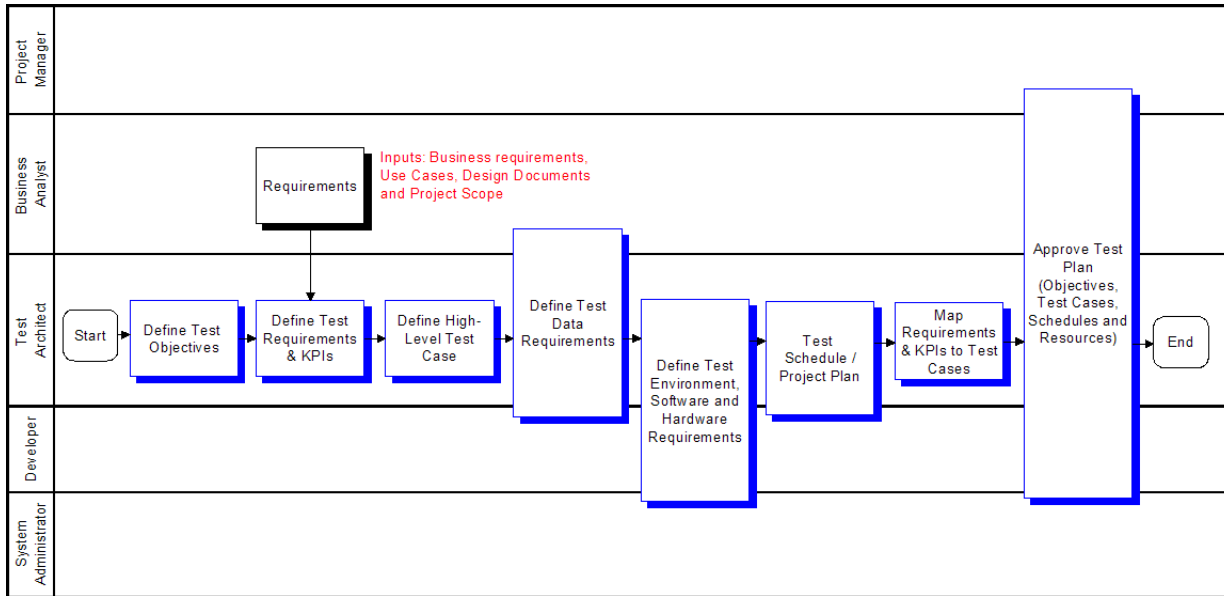 Project
Manager
Business
Analyst
Requirements
Inputs: Business requirements,
Use Cases, Design Documents
and Project Scope
Test
Architect
Start
Define Test
Objectives
Define Test
Requirements
& KPIs
Define High-
Level Test
Case
Define Test
Data
Requirements
Define Test
Environment,
Software and
Hardware
Requirements
Test
Schedule /
Project Plan
Map
Requirements
& KPIs to Test
Cases
Approve Test
Plan
(Objectives,
Test Cases,
Schedules and
Resources)
End
Developer
System
Administrator